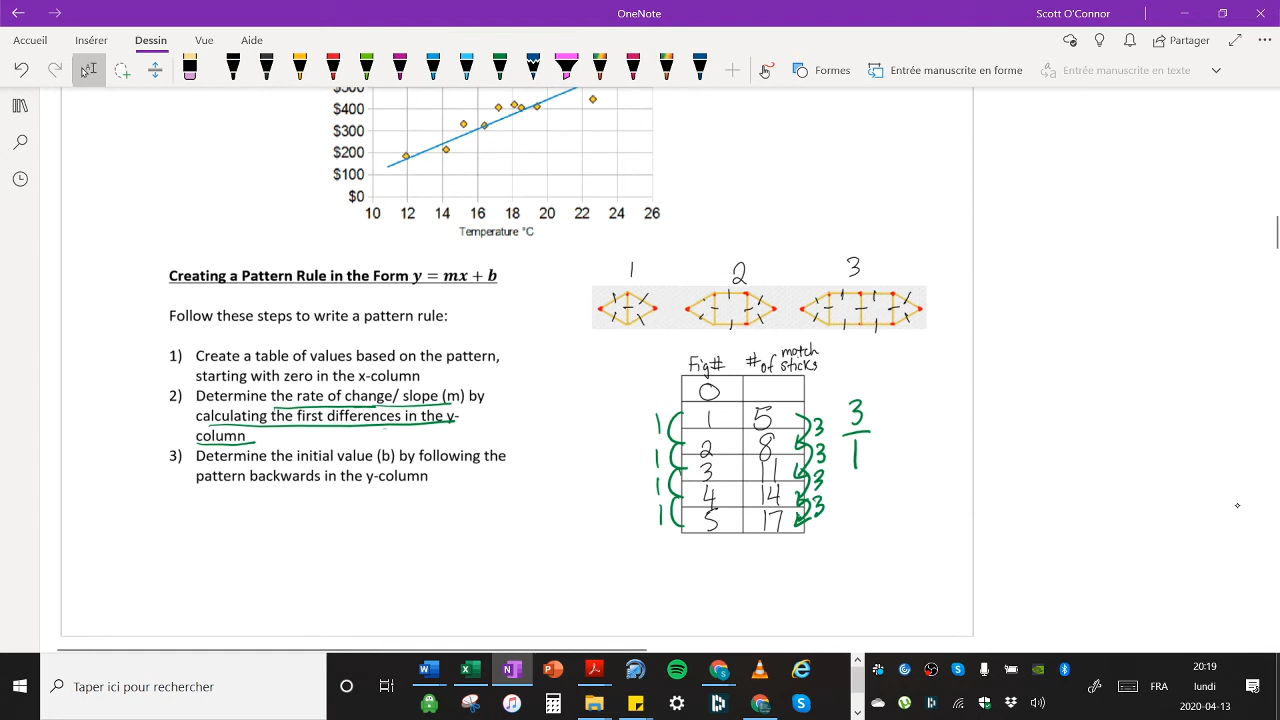 OneNote
Scott O'Connor
Accueil Insérer Dessin Vue Aide
Partager
Formes Entrée manuscrite en forme Entrée manuscrite en texte
$500
$400
$300
$200
$100
$0
10 12 14 16 18 20 22 24 26
Temperature °C
Creating a Pattern Rule in the Form y = mx + b
Follow these steps to write a pattern rule:
1) Create a table of values based on the pattern,
starting with zero in the x-column
2) Determine the rate of change/ slope (m) by
calculating the first differences in the y-
column
3) Determine the initial value (b) by following the
pattern backwards in the y-column
1 2 3
Fig# # of match
sticks
0
1 5
2 8
3 11
4 14
5 17
1
1
1
1
3
3
3
3
3
1
Taper ici pour rechercher
FRA
20:19
lundi
2020-04-13